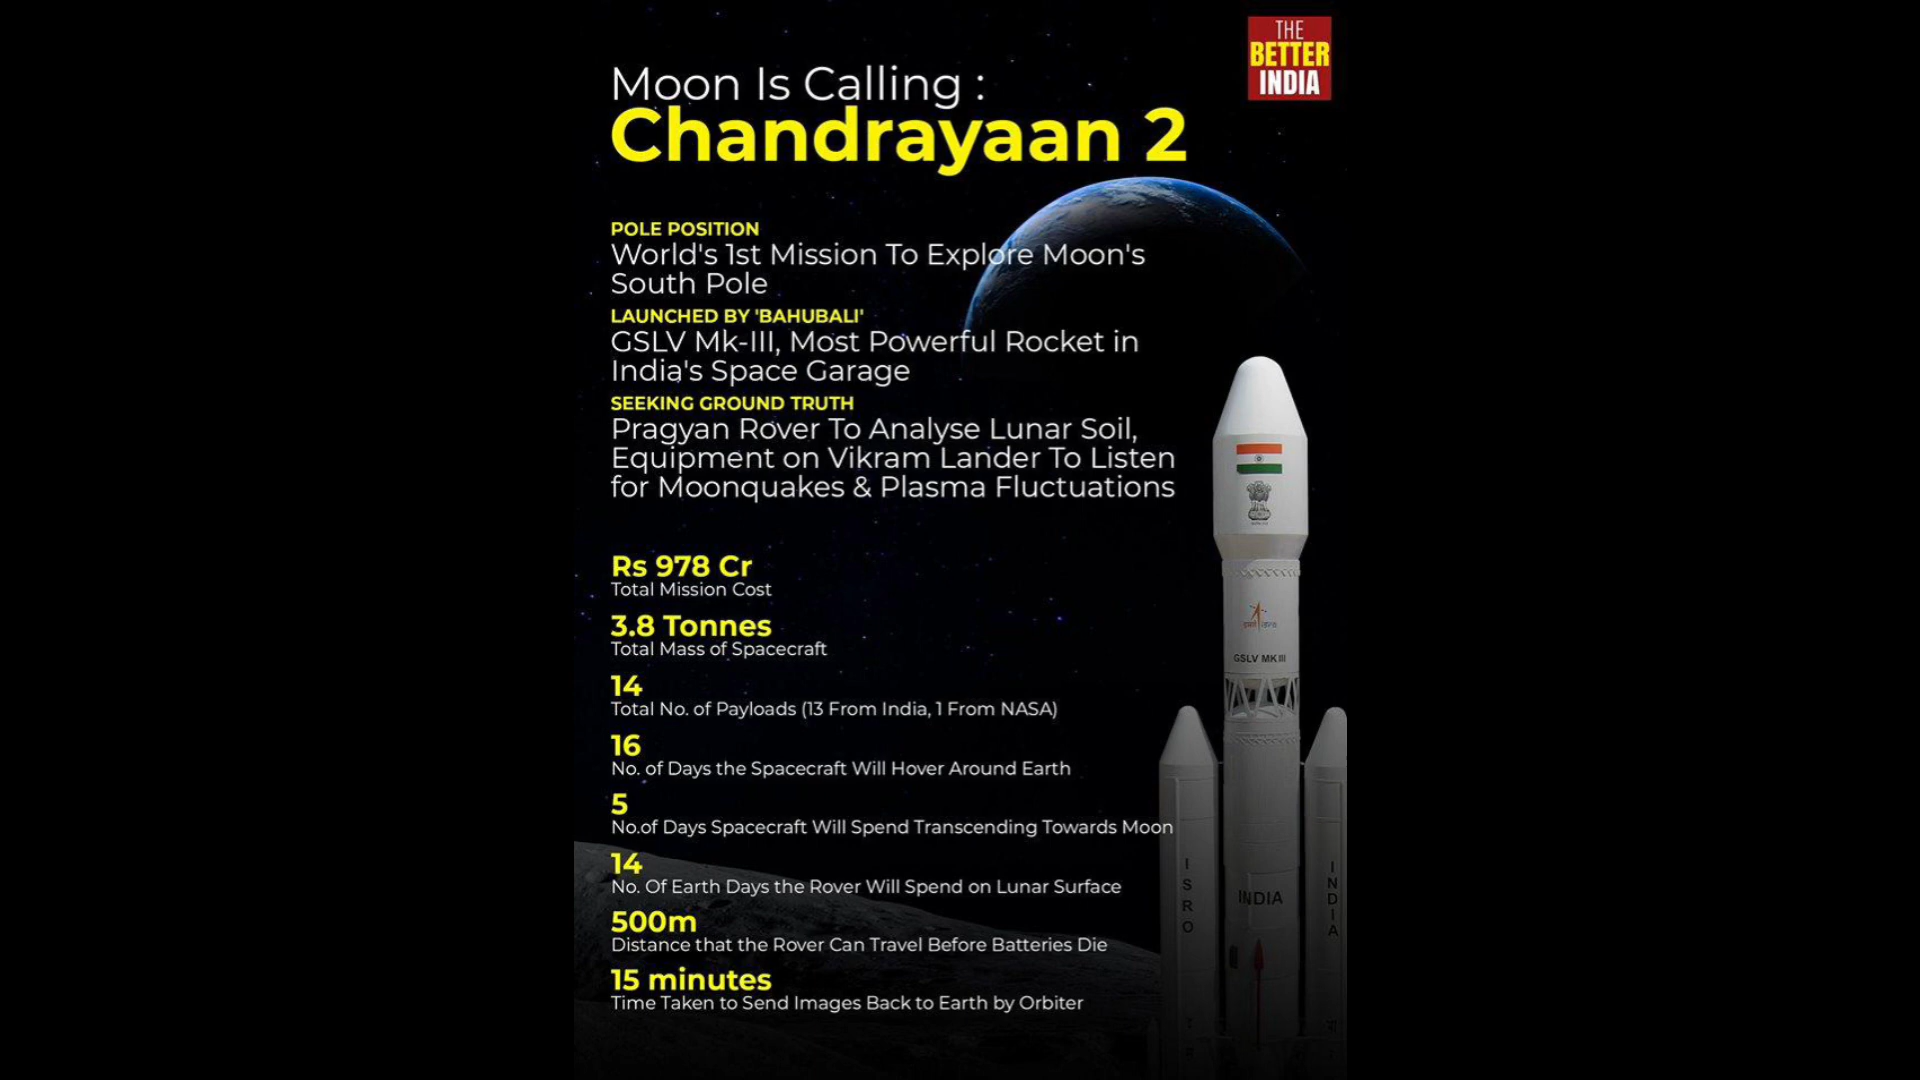 THE
BETTER
INDIA
Moon Is Calling :
Chandrayaan 2
POLE POSITION
World's 1st Mission To Explore Moon's
South Pole
LAUNCHED BY 'BAHUBALI'
GSLV Mk-III, Most Powerful Rocket in
India's Space Garage
SEEKING GROUND TRUTH
Pragyan Rover To Analyse Lunar Soil,
Equipment on Vikram Lander To Listen
for Moonquakes & Plasma Fluctuations
Rs 978 Cr
Total Mission Cost
3.8 Tonnes
Total Mass of Spacecraft
14
Total No. of Payloads (13 From India, 1 From NASA)
16
No. of Days the Spacecraft Will Hover Around Earth
5
No.of Days Spacecraft Will Spend Transcending Towards Moon
14
No. Of Earth Days the Rover Will Spend on Lunar Surface
500m
Distance that the Rover Can Travel Before Batteries Die
15 minutes
Time Taken to Send Images Back to Earth by Orbiter
इसरो isro
GSLV MK III
ISRO
INDIA
INDIA